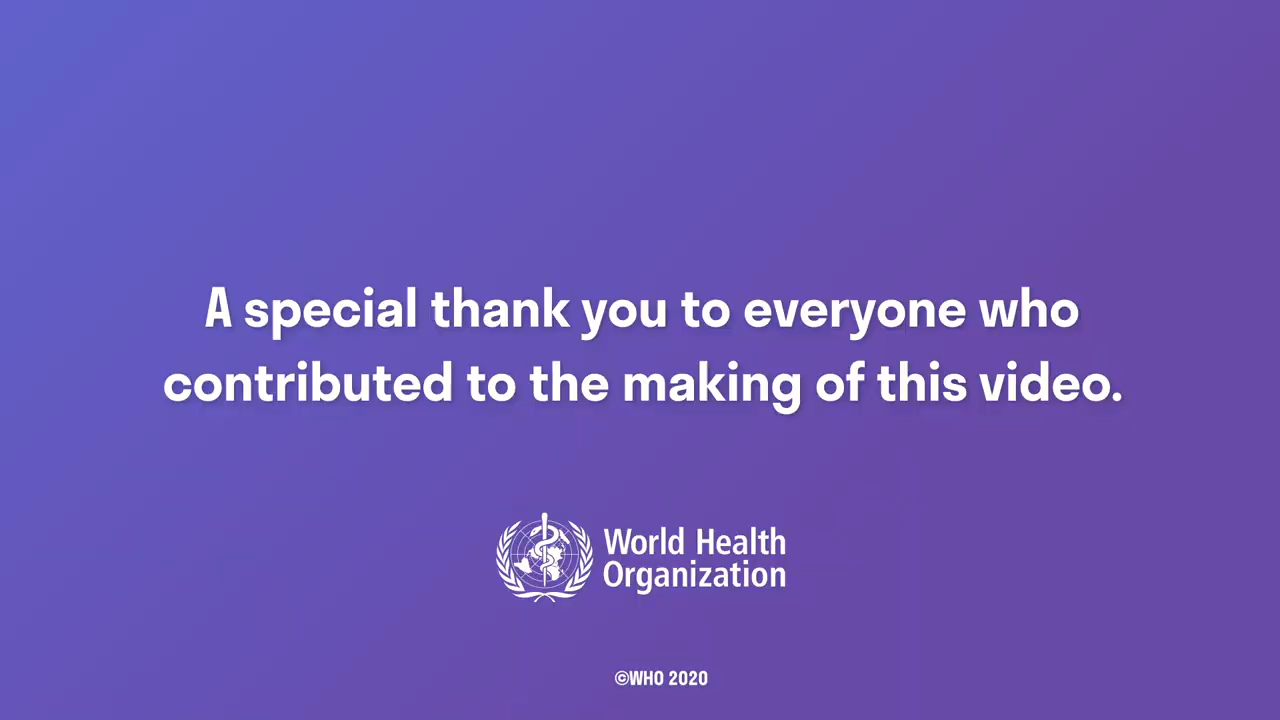 A special thank you to everyone who
contributed to the making of this video.
World Health
Organization
©WHO 2020